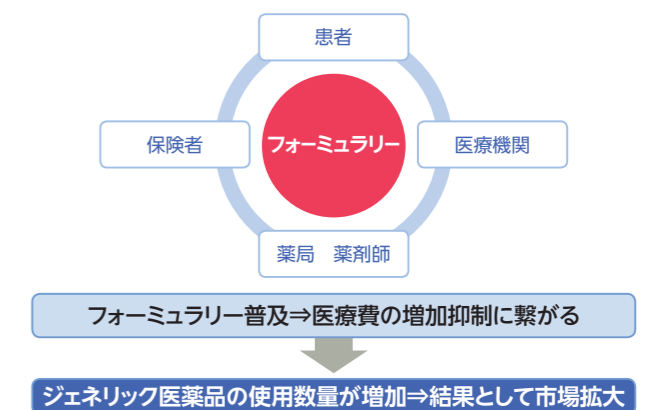 患者
保険者
フォーミュラリー
医療機関
薬局　薬剤師
フォーミュラリー普及⇒医療費の増加抑制に繋がる
ジェネリック医薬品の使用数量が増加⇒結果として市場拡大